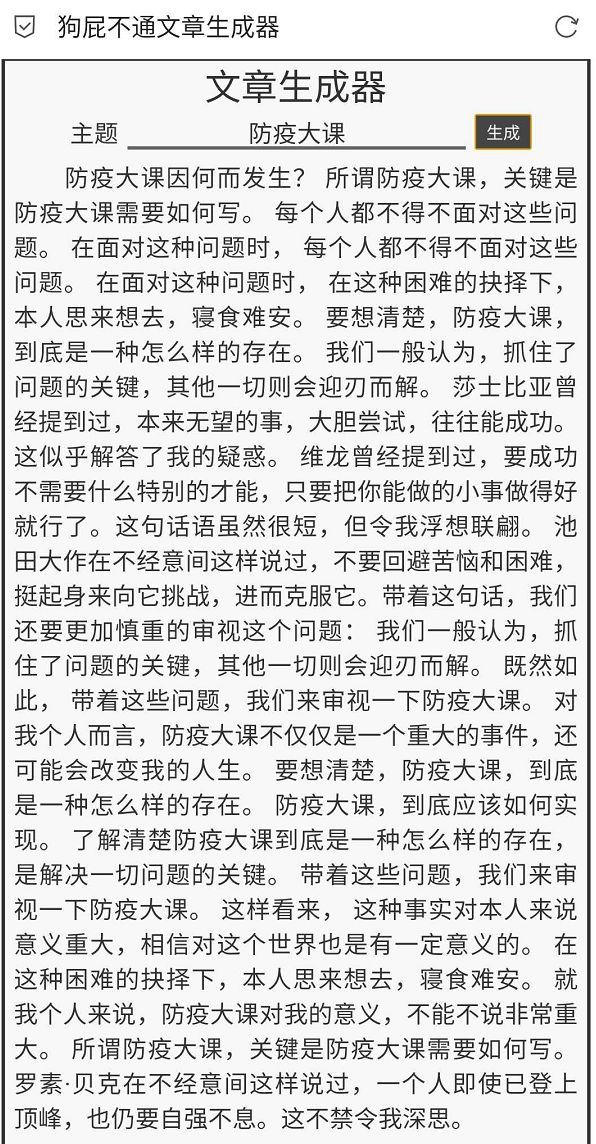 狗屁不通文章生成器
文章生成器
主题 防疫大课 生成
防疫大课因何而发生？ 所谓防疫大课，关键是
防疫大课需要如何写。 每个人都不得不面对这些问
题。 在面对这种问题时， 每个人都不得不面对这些
问题。 在面对这种问题时， 在这种困难的抉择下，
本人思来想去，寝食难安。 要想清楚，防疫大课，
到底是一种怎么样的存在。 我们一般认为，抓住了
问题的关键，其他一切则会迎刃而解。 莎士比亚曾
经提到过，本来无望的事，大胆尝试，往往能成功。
这似乎解答了我的疑惑。 维龙曾经提到过，要成功
不需要什么特别的才能，只要把你能做的小事做得好
就行了。这句话语虽然很短，但令我浮想联翩。 池
田大作在不经意间这样说过，不要回避苦恼和困难，
挺起身来向它挑战，进而克服它。带着这句话，我们
还要更加慎重的审视这个问题： 我们一般认为，抓
住了问题的关键，其他一切则会迎刃而解。 既然如
此， 带着这些问题，我们来审视一下防疫大课。 对
我个人而言，防疫大课不仅仅是一个重大的事件，还
可能会改变我的人生。 要想清楚，防疫大课，到底
是一种怎么样的存在。 防疫大课，到底应该如何实
现。 了解清楚防疫大课到底是一种怎么样的存在，
是解决一切问题的关键。 带着这些问题，我们来审
视一下防疫大课。 这样看来， 这种事实对本人来说
意义重大，相信对这个世界也是有一定意义的。 在
这种困难的抉择下，本人思来想去，寝食难安。 就
我个人来说，防疫大课对我的意义，不能不说非常重
大。 所谓防疫大课，关键是防疫大课需要如何写。
罗素·贝克在不经意间这样说过，一个人即使已登上
顶峰，也仍要自强不息。这不禁令我深思。